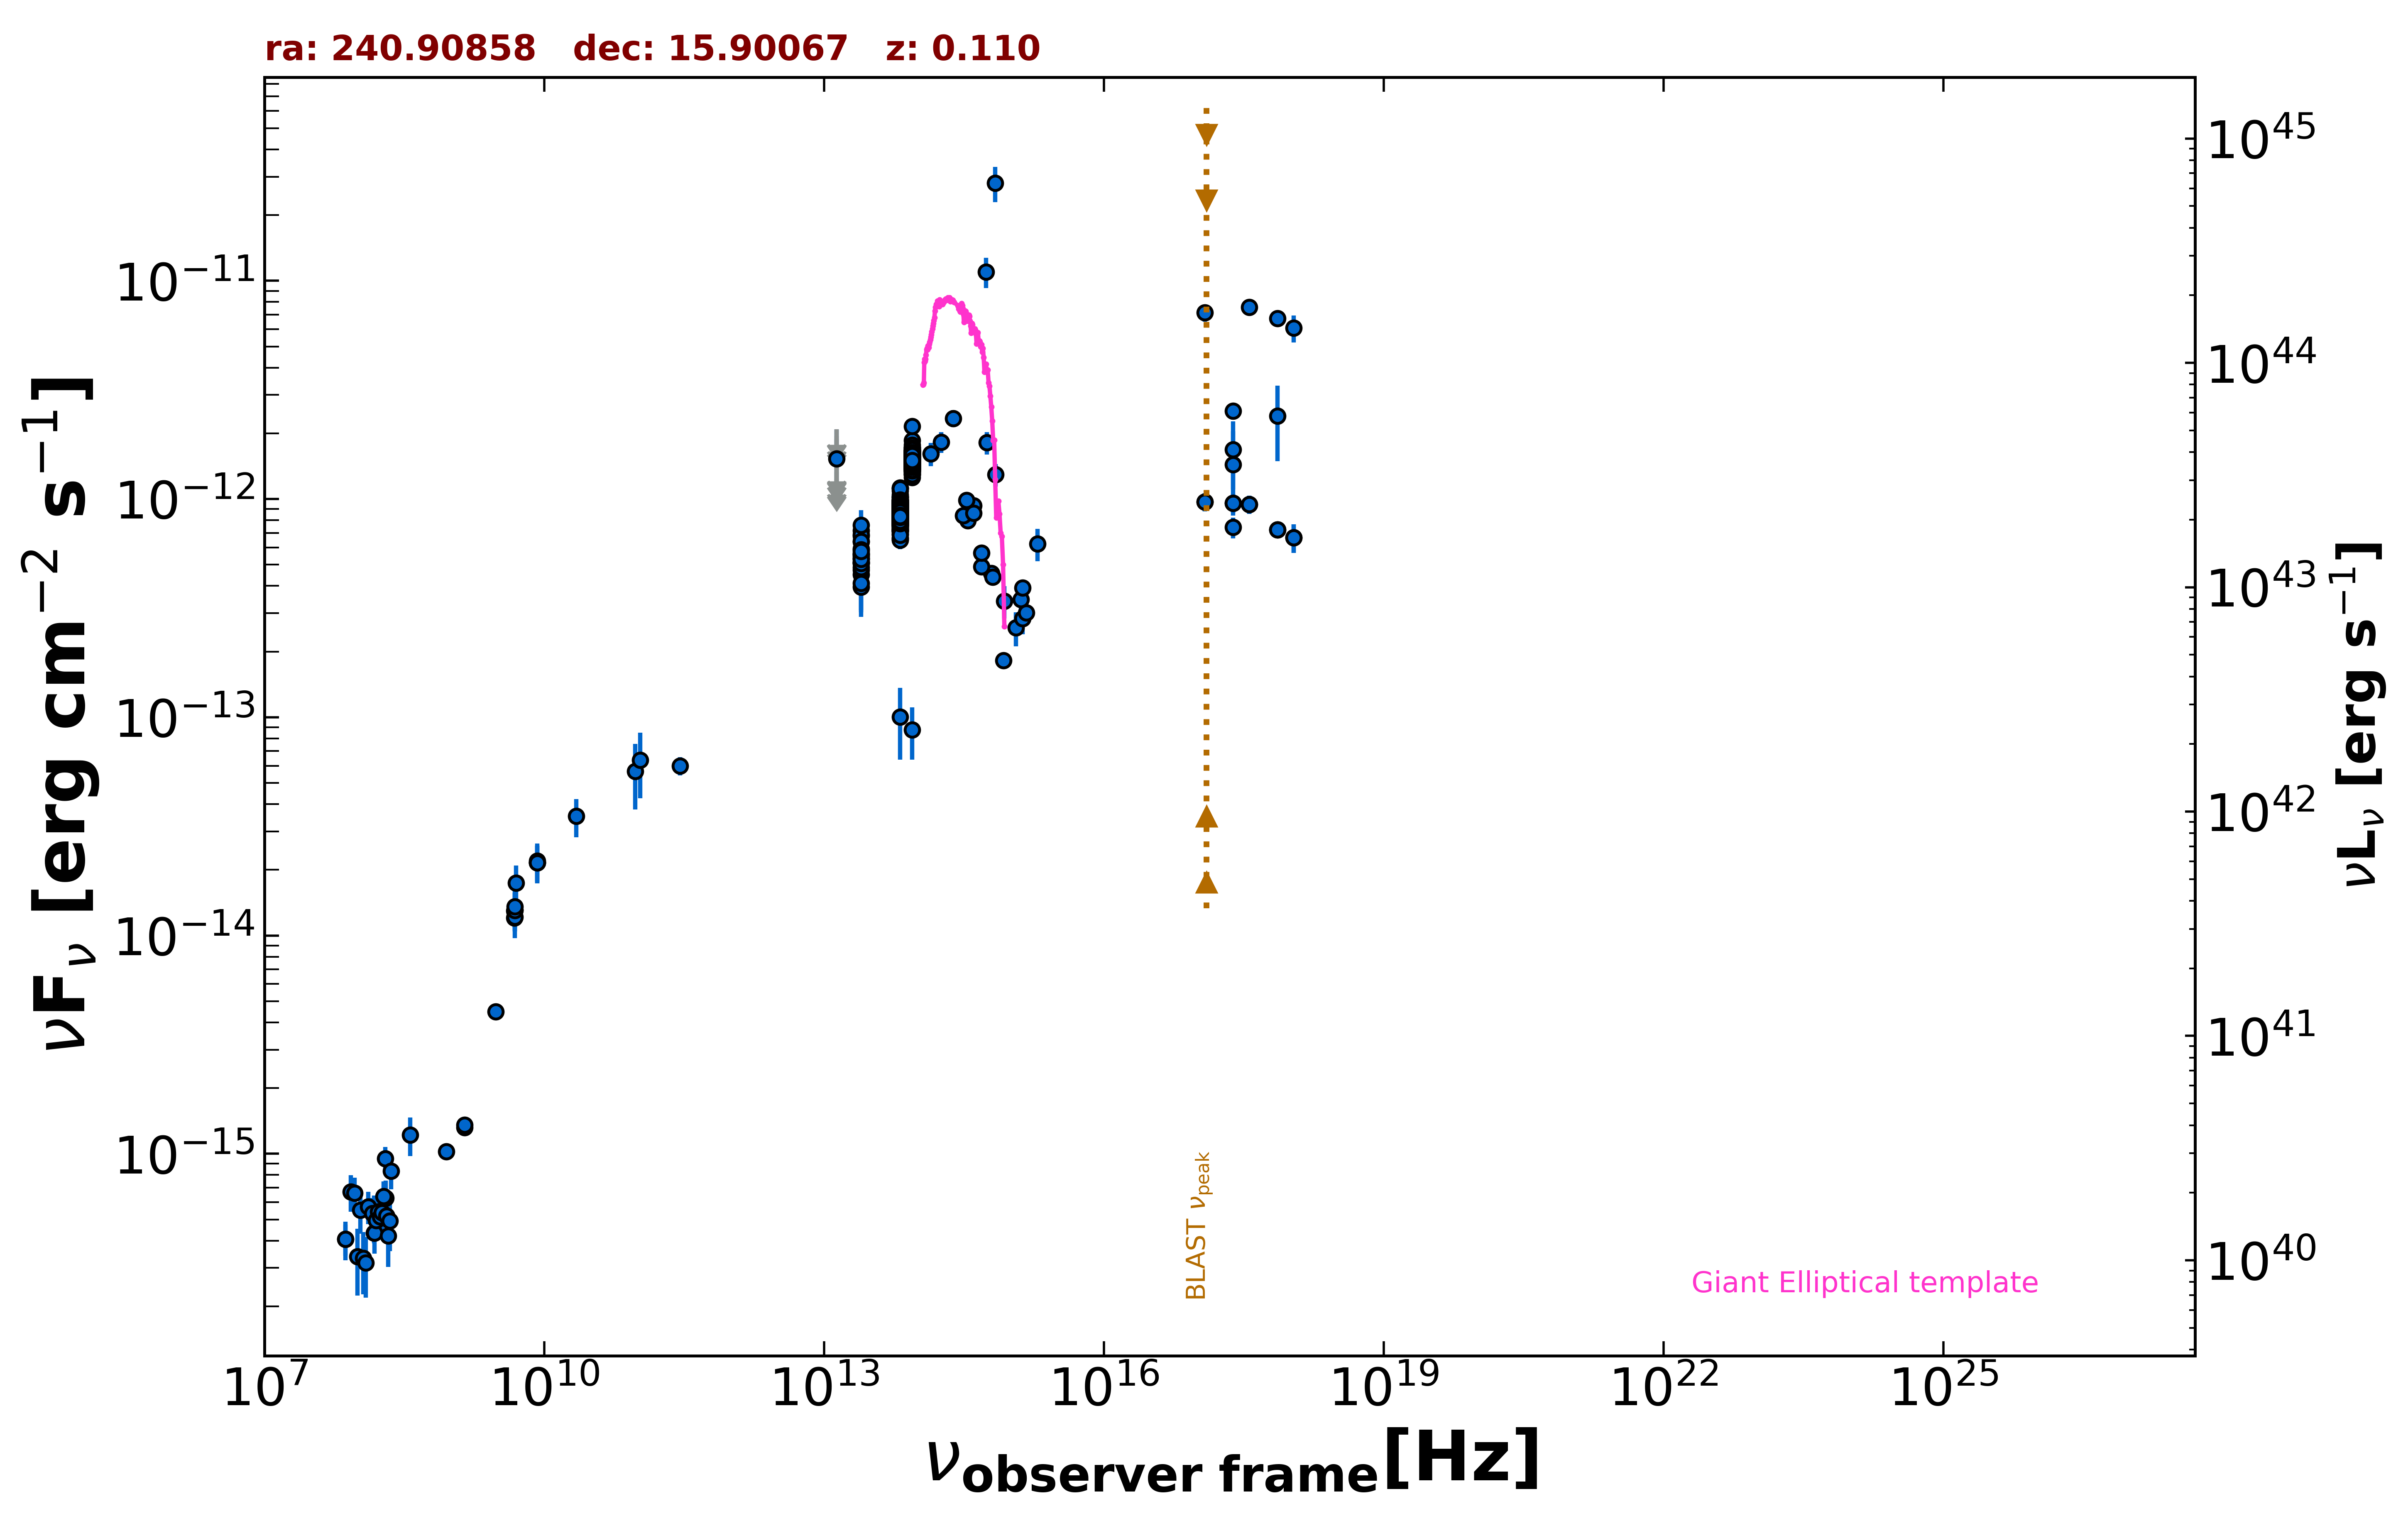 ra: 240.90858   dec: 15.90067   z: 0.110
νFν [erg cm−2 s−1]
10−11
10−12
10−13
10−14
10−15
1045
1044
1043
1042
1041
1040
νLν [erg s−1]
BLAST νpeak
Giant Elliptical template
107 1010 1013 1016 1019 1022 1025
νobserver frame[Hz]